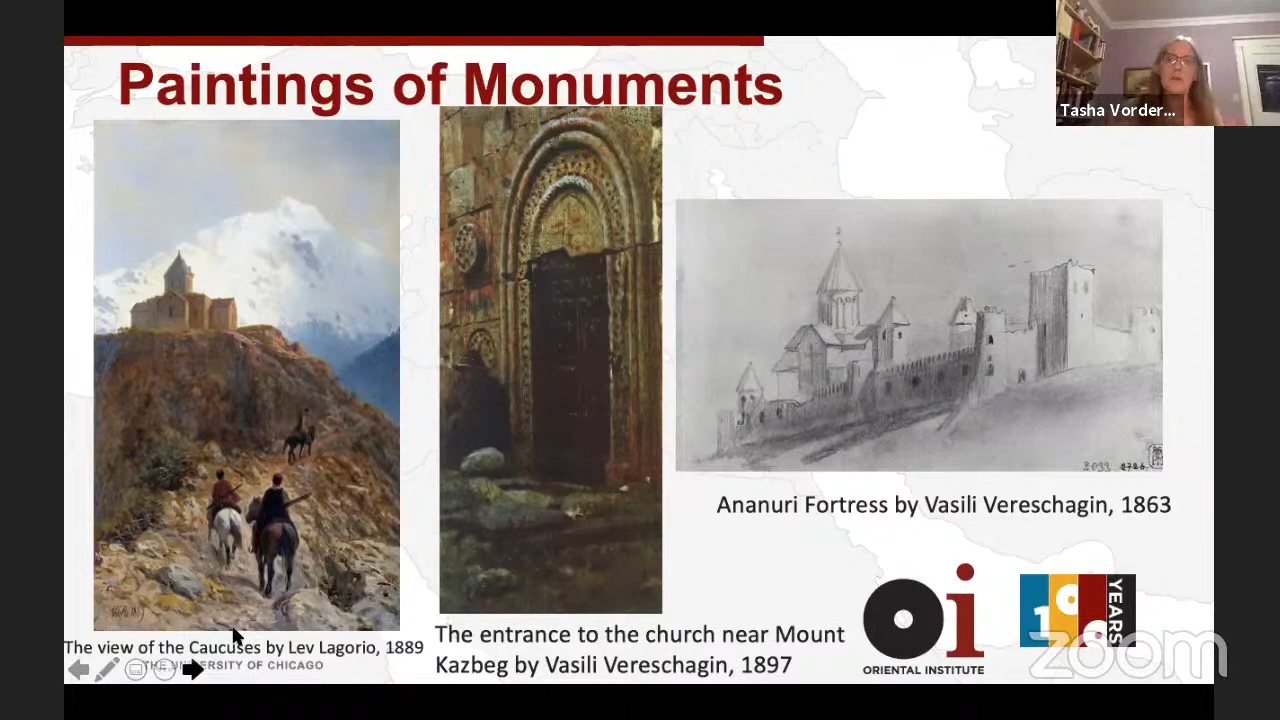 Paintings of Monuments
Tasha Vorder...
Ananuri Fortress by Vasili Vereschagin, 1863
The view of the Caucuses by Lev Lagorio, 1889
THE UNIVERSITY OF CHICAGO
The entrance to the church near Mount
Kazbeg by Vasili Vereschagin, 1897
oi
ORIENTAL INSTITUTE
100
YEARS
zoom